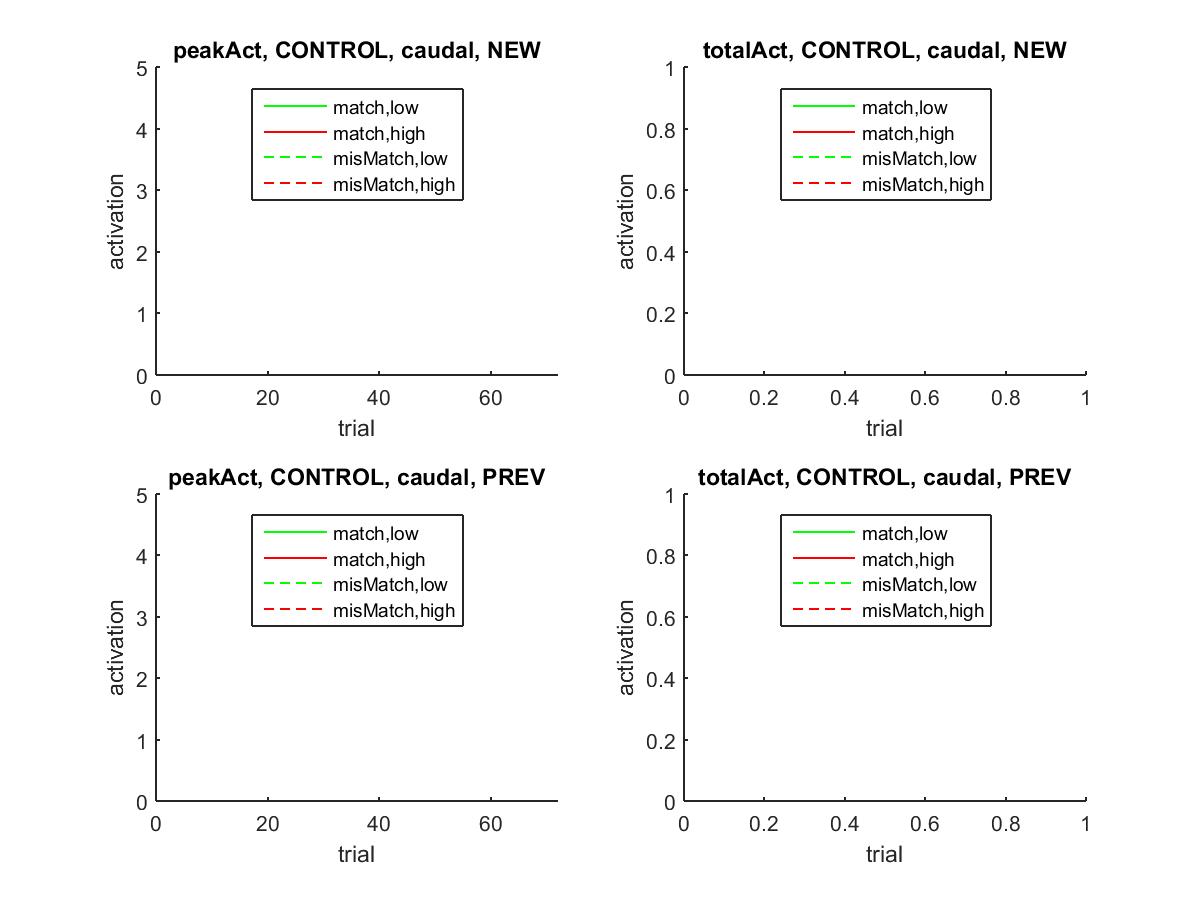 peakAct, CONTROL, caudal, NEW
5
4
3
2
1
0
activation
match,low
match,high
misMatch,low
misMatch,high
0 20 40 60
trial
totalAct, CONTROL, caudal, NEW
1
0.8
0.6
0.4
0.2
0
activation
match,low
match,high
misMatch,low
misMatch,high
0 0.2 0.4 0.6 0.8 1
trial
peakAct, CONTROL, caudal, PREV
5
4
3
2
1
0
activation
match,low
match,high
misMatch,low
misMatch,high
0 20 40 60
trial
totalAct, CONTROL, caudal, PREV
1
0.8
0.6
0.4
0.2
0
activation
match,low
match,high
misMatch,low
misMatch,high
0 0.2 0.4 0.6 0.8 1
trial